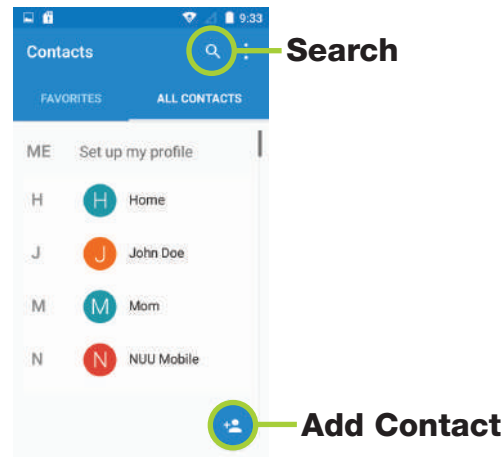 9:33
Contacts
Search
FAVORITES ALL CONTACTS
ME Set up my profile
H H Home
J J John Doe
M M Mom
N N NUU Mobile
Add Contact